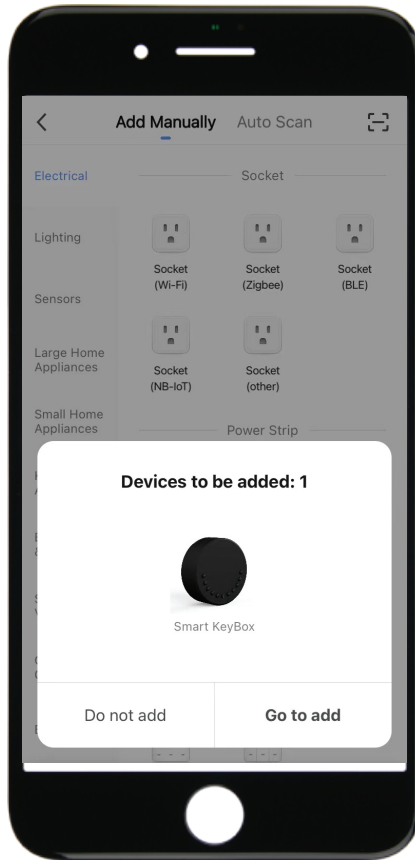 Add Manually Auto Scan
Electrical
Socket
Lighting
Socket
(Wi-Fi)
Socket
(Zigbee)
Socket
(BLE)
Sensors
Large Home
Appliances
Socket
(NB-IoT)
Socket
(other)
Small Home
Appliances
Power Strip
Devices to be added: 1
Smart KeyBox
Do not add
Go to add